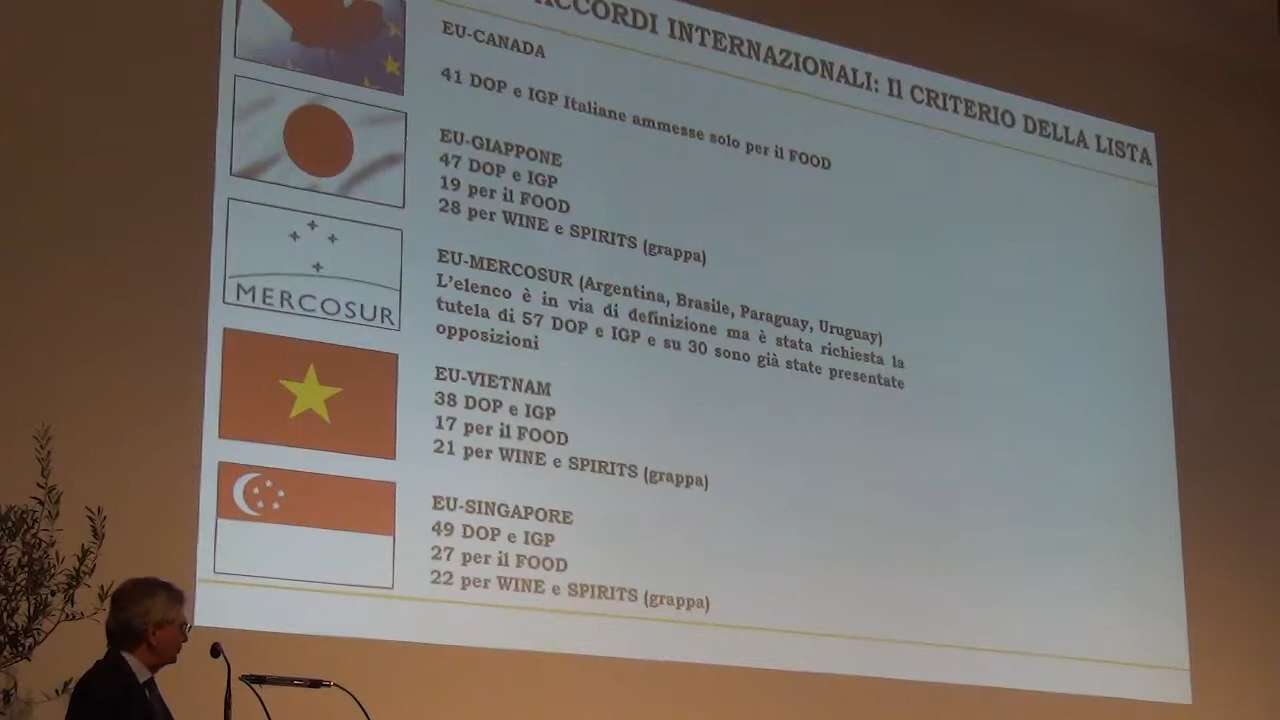 ACCORDI INTERNAZIONALI: Il CRITERIO DELLA LISTA
EU-CANADA
41 DOP e IGP Italiane ammesse solo per il FOOD
EU-GIAPPONE
47 DOP e IGP
19 per il FOOD
28 per WINE e SPIRITS (grappa)
MERCOSUR
EU-MERCOSUR (Argentina, Brasile, Paraguay, Uruguay)
L'elenco è in via di definizione ma è stata richiesta la
tutela di 57 DOP e IGP e su 30 sono già state presentate
opposizioni
EU-VIETNAM
38 DOP e IGP
17 per il FOOD
21 per WINE e SPIRITS (grappa)
EU-SINGAPORE
49 DOP e IGP
27 per il FOOD
22 per WINE e SPIRITS (grappa)